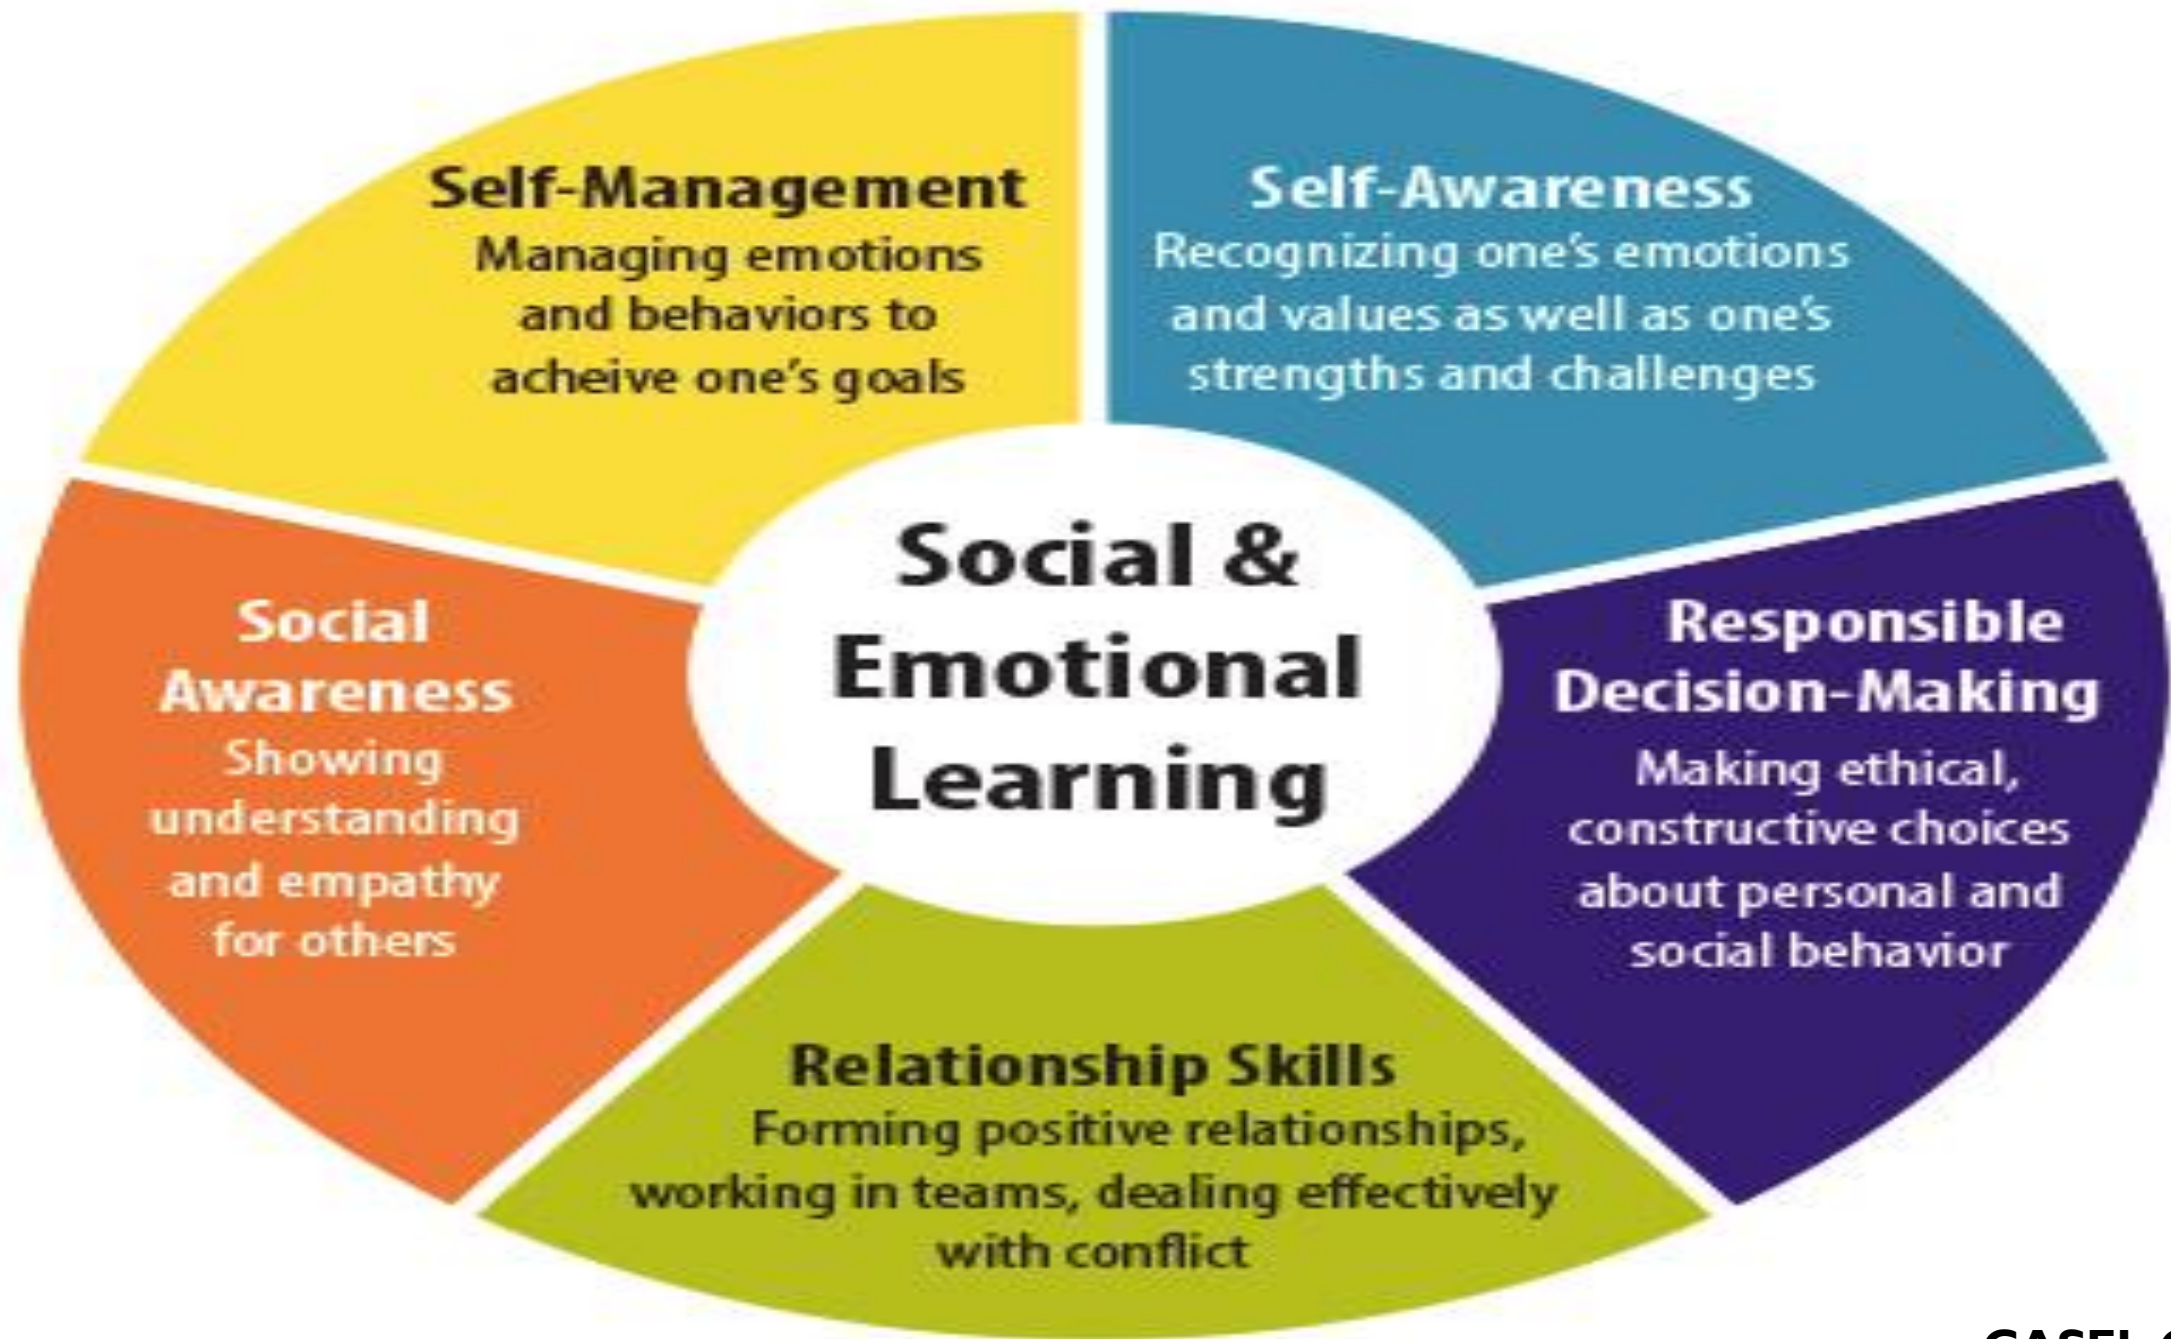 Self-Management
Managing emotions
and behaviors to
acheive one's goals
Self-Awareness
Recognizing one's emotions
and values as well as one's
strengths and challenges
Social &
Emotional
Learning
Social
Awareness
Showing
understanding
and empathy
for others
Responsible
Decision-Making
Making ethical,
constructive choices
about personal and
social behavior
Relationship Skills
Forming positive relationships,
working in teams, dealing effectively
with conflict